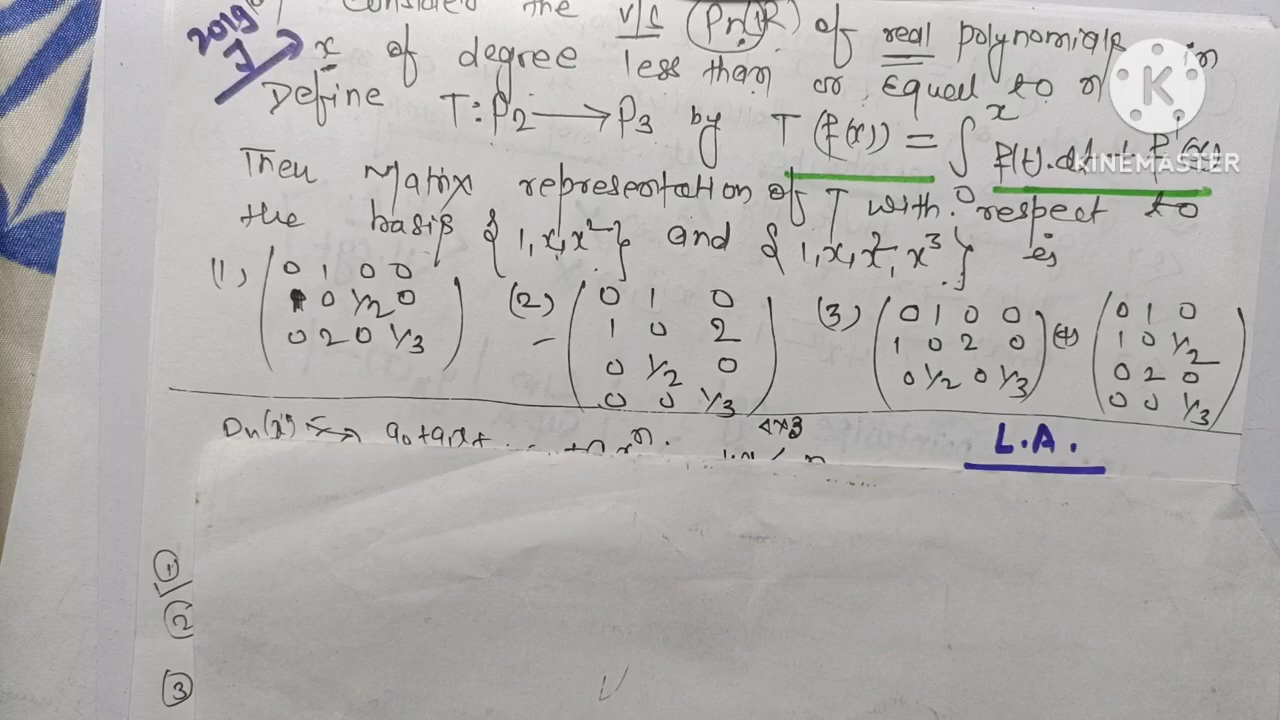 Consider the v/s (Pn(IR) of real polynomials in
2019
J
x of degree less than or Equal to n
Define T: P2 → P3 by T (f(x)) = ∫ x
0 f(t).dt + f'(x)
K
KINEMASTER
Then Matrix representation of T with respect to
the basis {1, x, x²} and {1, x, x², x³} is
(1) (0 1 0 0
1 0 1/2 0
0 2 0 1/3)
(2) (0 1 0
1 0 2
0 1/2 0
0 0 1/3)
4×3
(3) (0 1 0 0
1 0 2 0
0 1/2 0 1/3)
(4) (0 1 0
1 0 1/2
0 2 0
0 0 1/3)
a0 + a1x + .....
L.A.
1
2
3